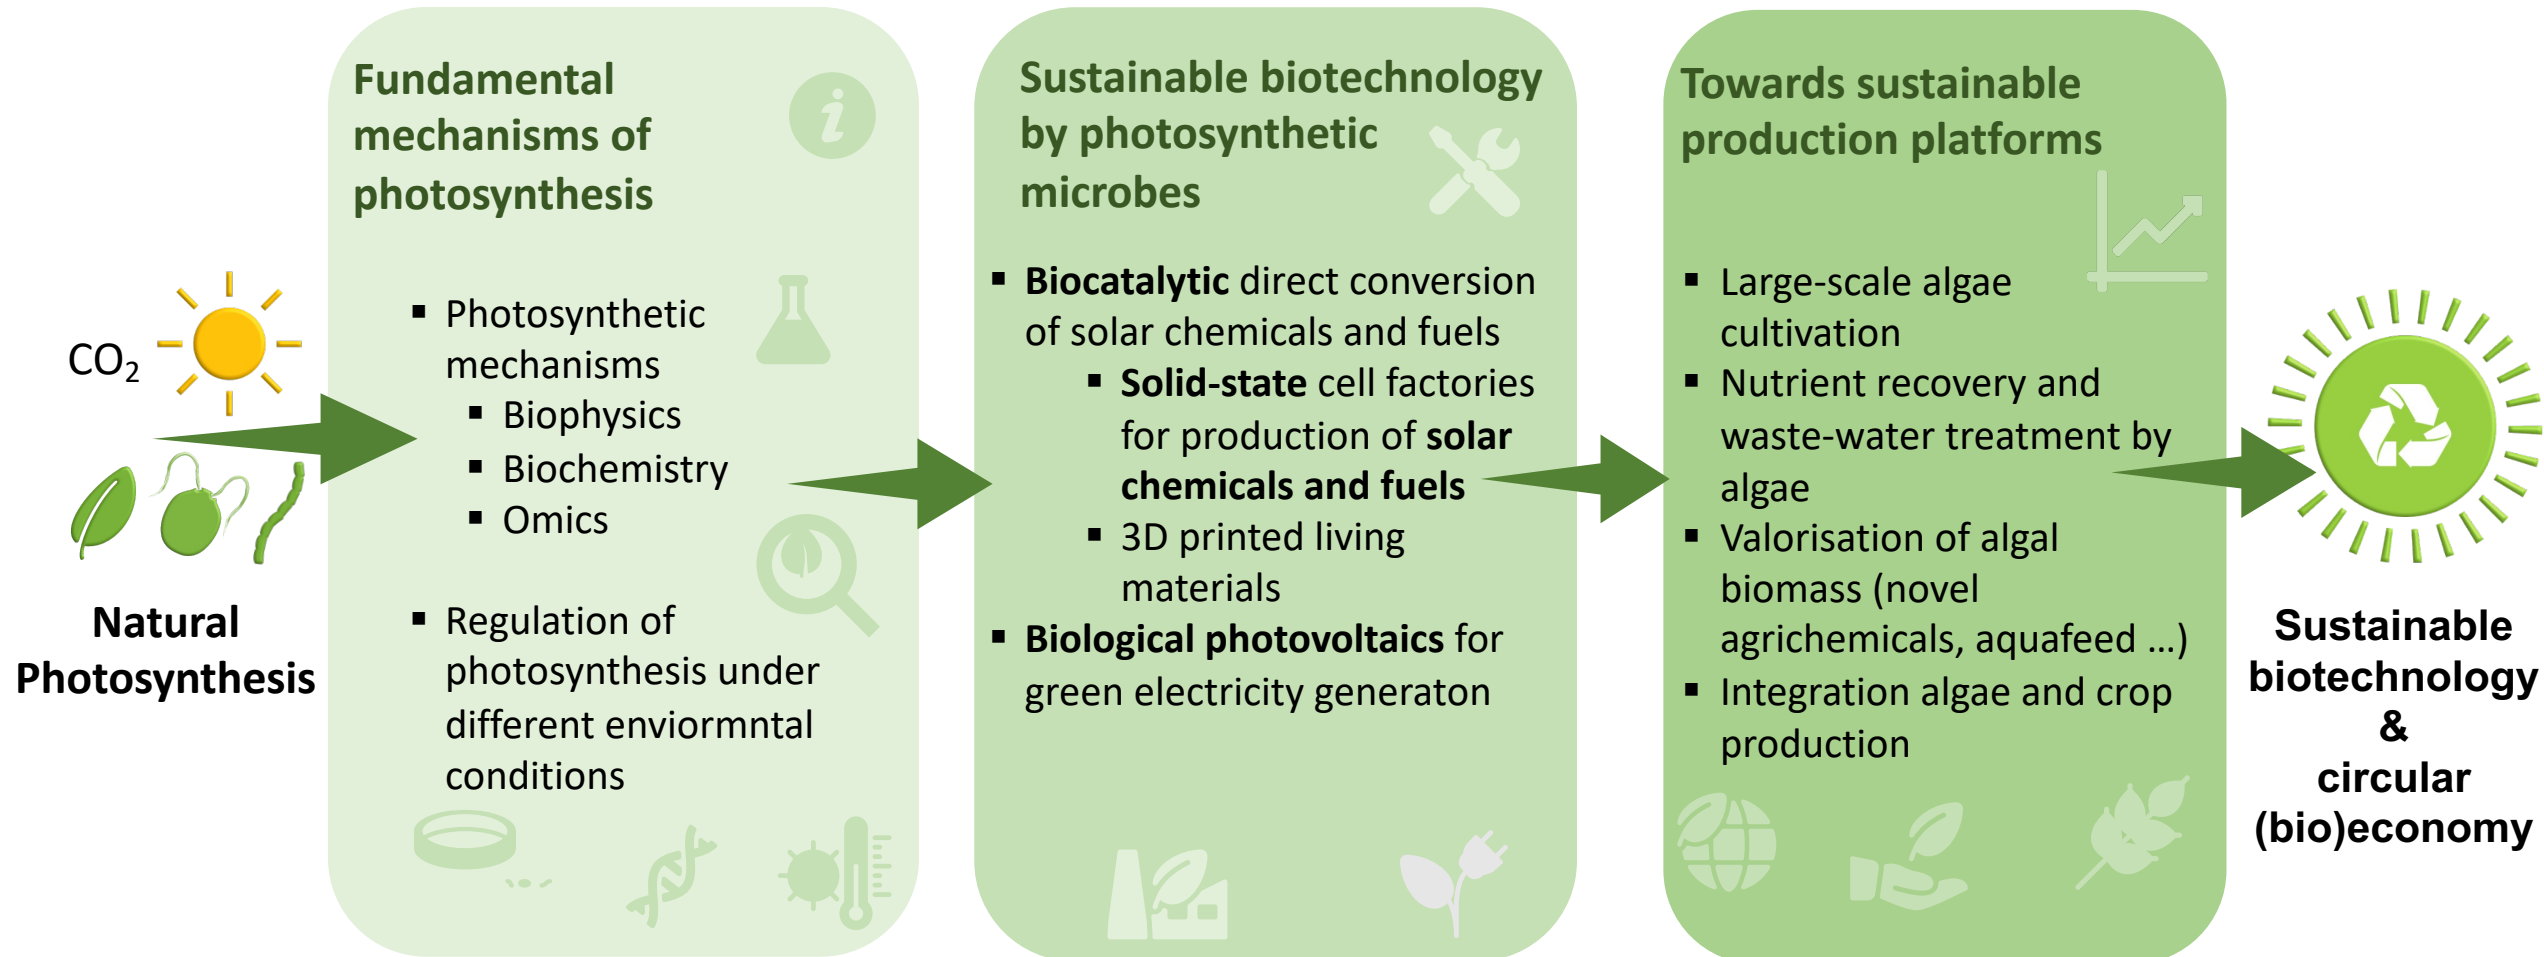 CO₂
Natural
Photosynthesis
Fundamental
mechanisms of
photosynthesis
▪ Photosynthetic
mechanisms
▪ Biophysics
▪ Biochemistry
▪ Omics
▪ Regulation of
photosynthesis under
different enviormntal
conditions
Sustainable biotechnology
by photosynthetic
microbes
▪ Biocatalytic direct conversion
of solar chemicals and fuels
▪ Solid-state cell factories
for production of solar
chemicals and fuels
▪ 3D printed living
materials
▪ Biological photovoltaics for
green electricity generaton
Towards sustainable
production platforms
▪ Large-scale algae
cultivation
▪ Nutrient recovery and
waste-water treatment by
algae
▪ Valorisation of algal
biomass (novel
agrichemicals, aquafeed ...)
▪ Integration algae and crop
production
Sustainable
biotechnology
&
circular
(bio)economy